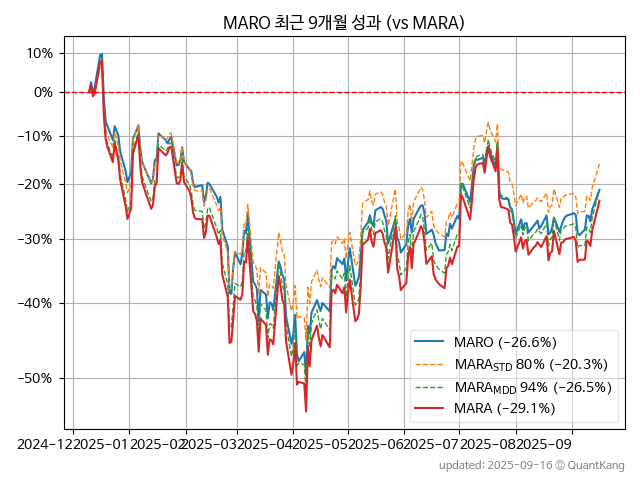 MARO 최근 9개월 성과 (vs MARA)
10%
0%
−10%
−20%
−30%
−40%
−50%
MARO (−26.6%)
MARA_STD 80% (−20.3%)
MARA_MDD 94% (−26.5%)
MARA (−29.1%)
2024-12 2025-01 2025-02 2025-03 2025-04 2025-05 2025-06 2025-07 2025-08 2025-09
updated: 2025-09-16 ⓒ QuantKang